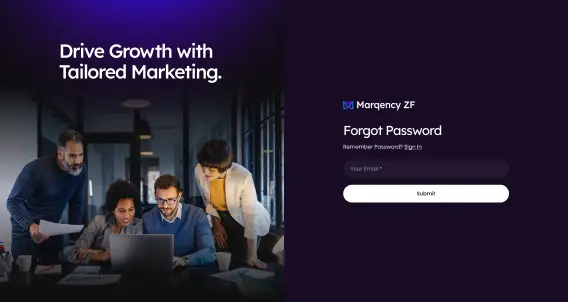 Drive Growth with
Tailored Marketing.
Marqency ZF
Forgot Password
Remember Password? Sign In
Your Email *
Submit